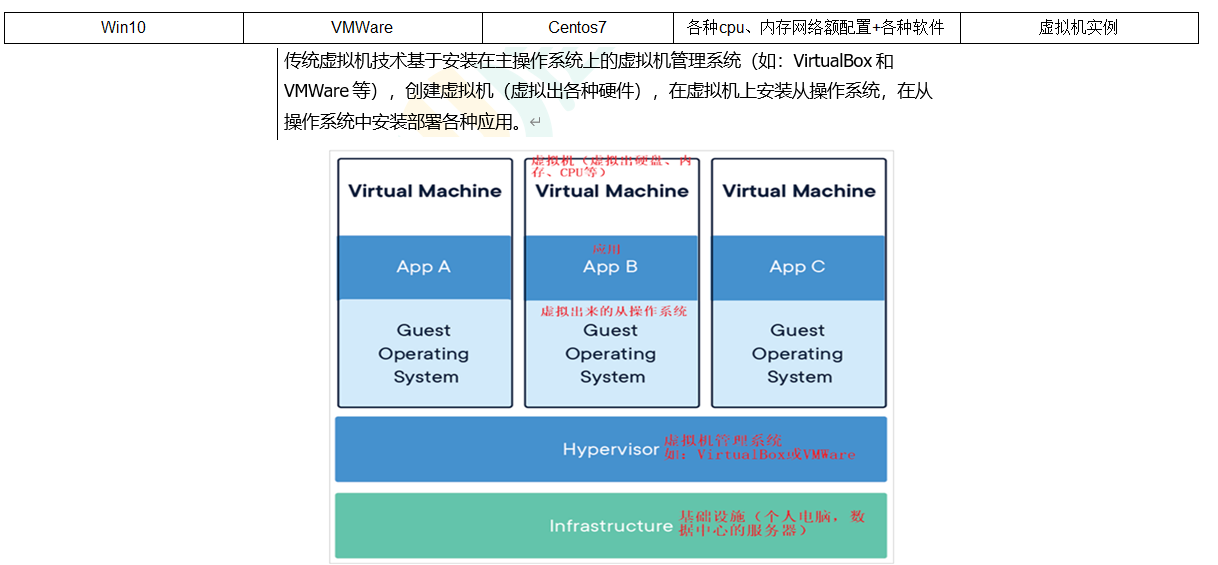 Win10 VMWare Centos7 各种cpu、内存网络额配置+各种软件 虚拟机实例
传统虚拟机技术基于安装在主操作系统上的虚拟机管理系统（如：VirtualBox 和
VMWare 等），创建虚拟机（虚拟出各种硬件），在虚拟机上安装从操作系统，在从
操作系统中安装部署各种应用。
虚拟机（虚拟出硬盘、内
存、CPU等）
Virtual Machine Virtual Machine Virtual Machine
应用
App A App B App C
虚拟出来的从操作系统
Guest Guest Guest
Operating Operating Operating
System System System
Hypervisor 虚拟机管理系统
如：VirtualBox或VMWare
Infrastructure 基础设施（个人电脑，数
据中心的服务器）